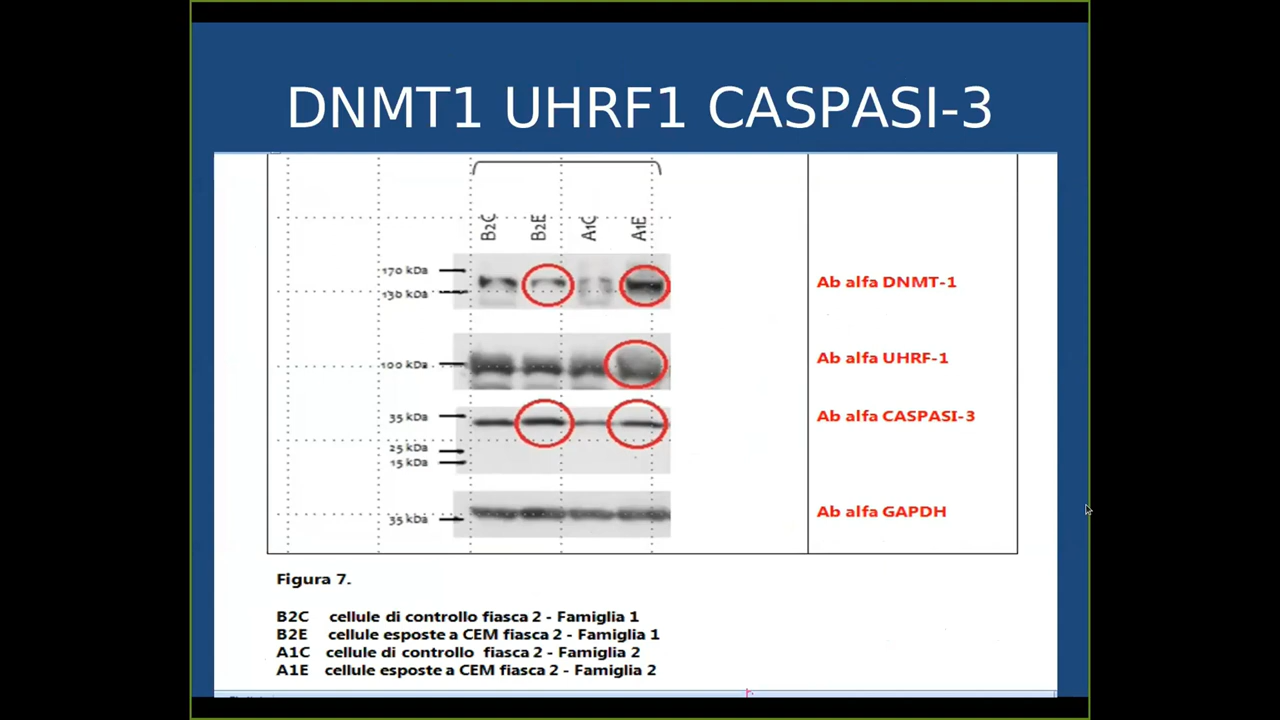 DNMT1 UHRF1 CASPASI-3
B2C B2E A1C A1E
170 kDa
130 kDa
Ab alfa DNMT-1
100 kDa
Ab alfa UHRF-1
35 kDa
25 kDa
15 kDa
Ab alfa CASPASI-3
35 kDa
Ab alfa GAPDH
Figura 7.
B2C cellule di controllo fiasca 2 - Famiglia 1
B2E cellule esposte a CEM fiasca 2 - Famiglia 1
A1C cellule di controllo fiasca 2 - Famiglia 2
A1E cellule esposte a CEM fiasca 2 - Famiglia 2